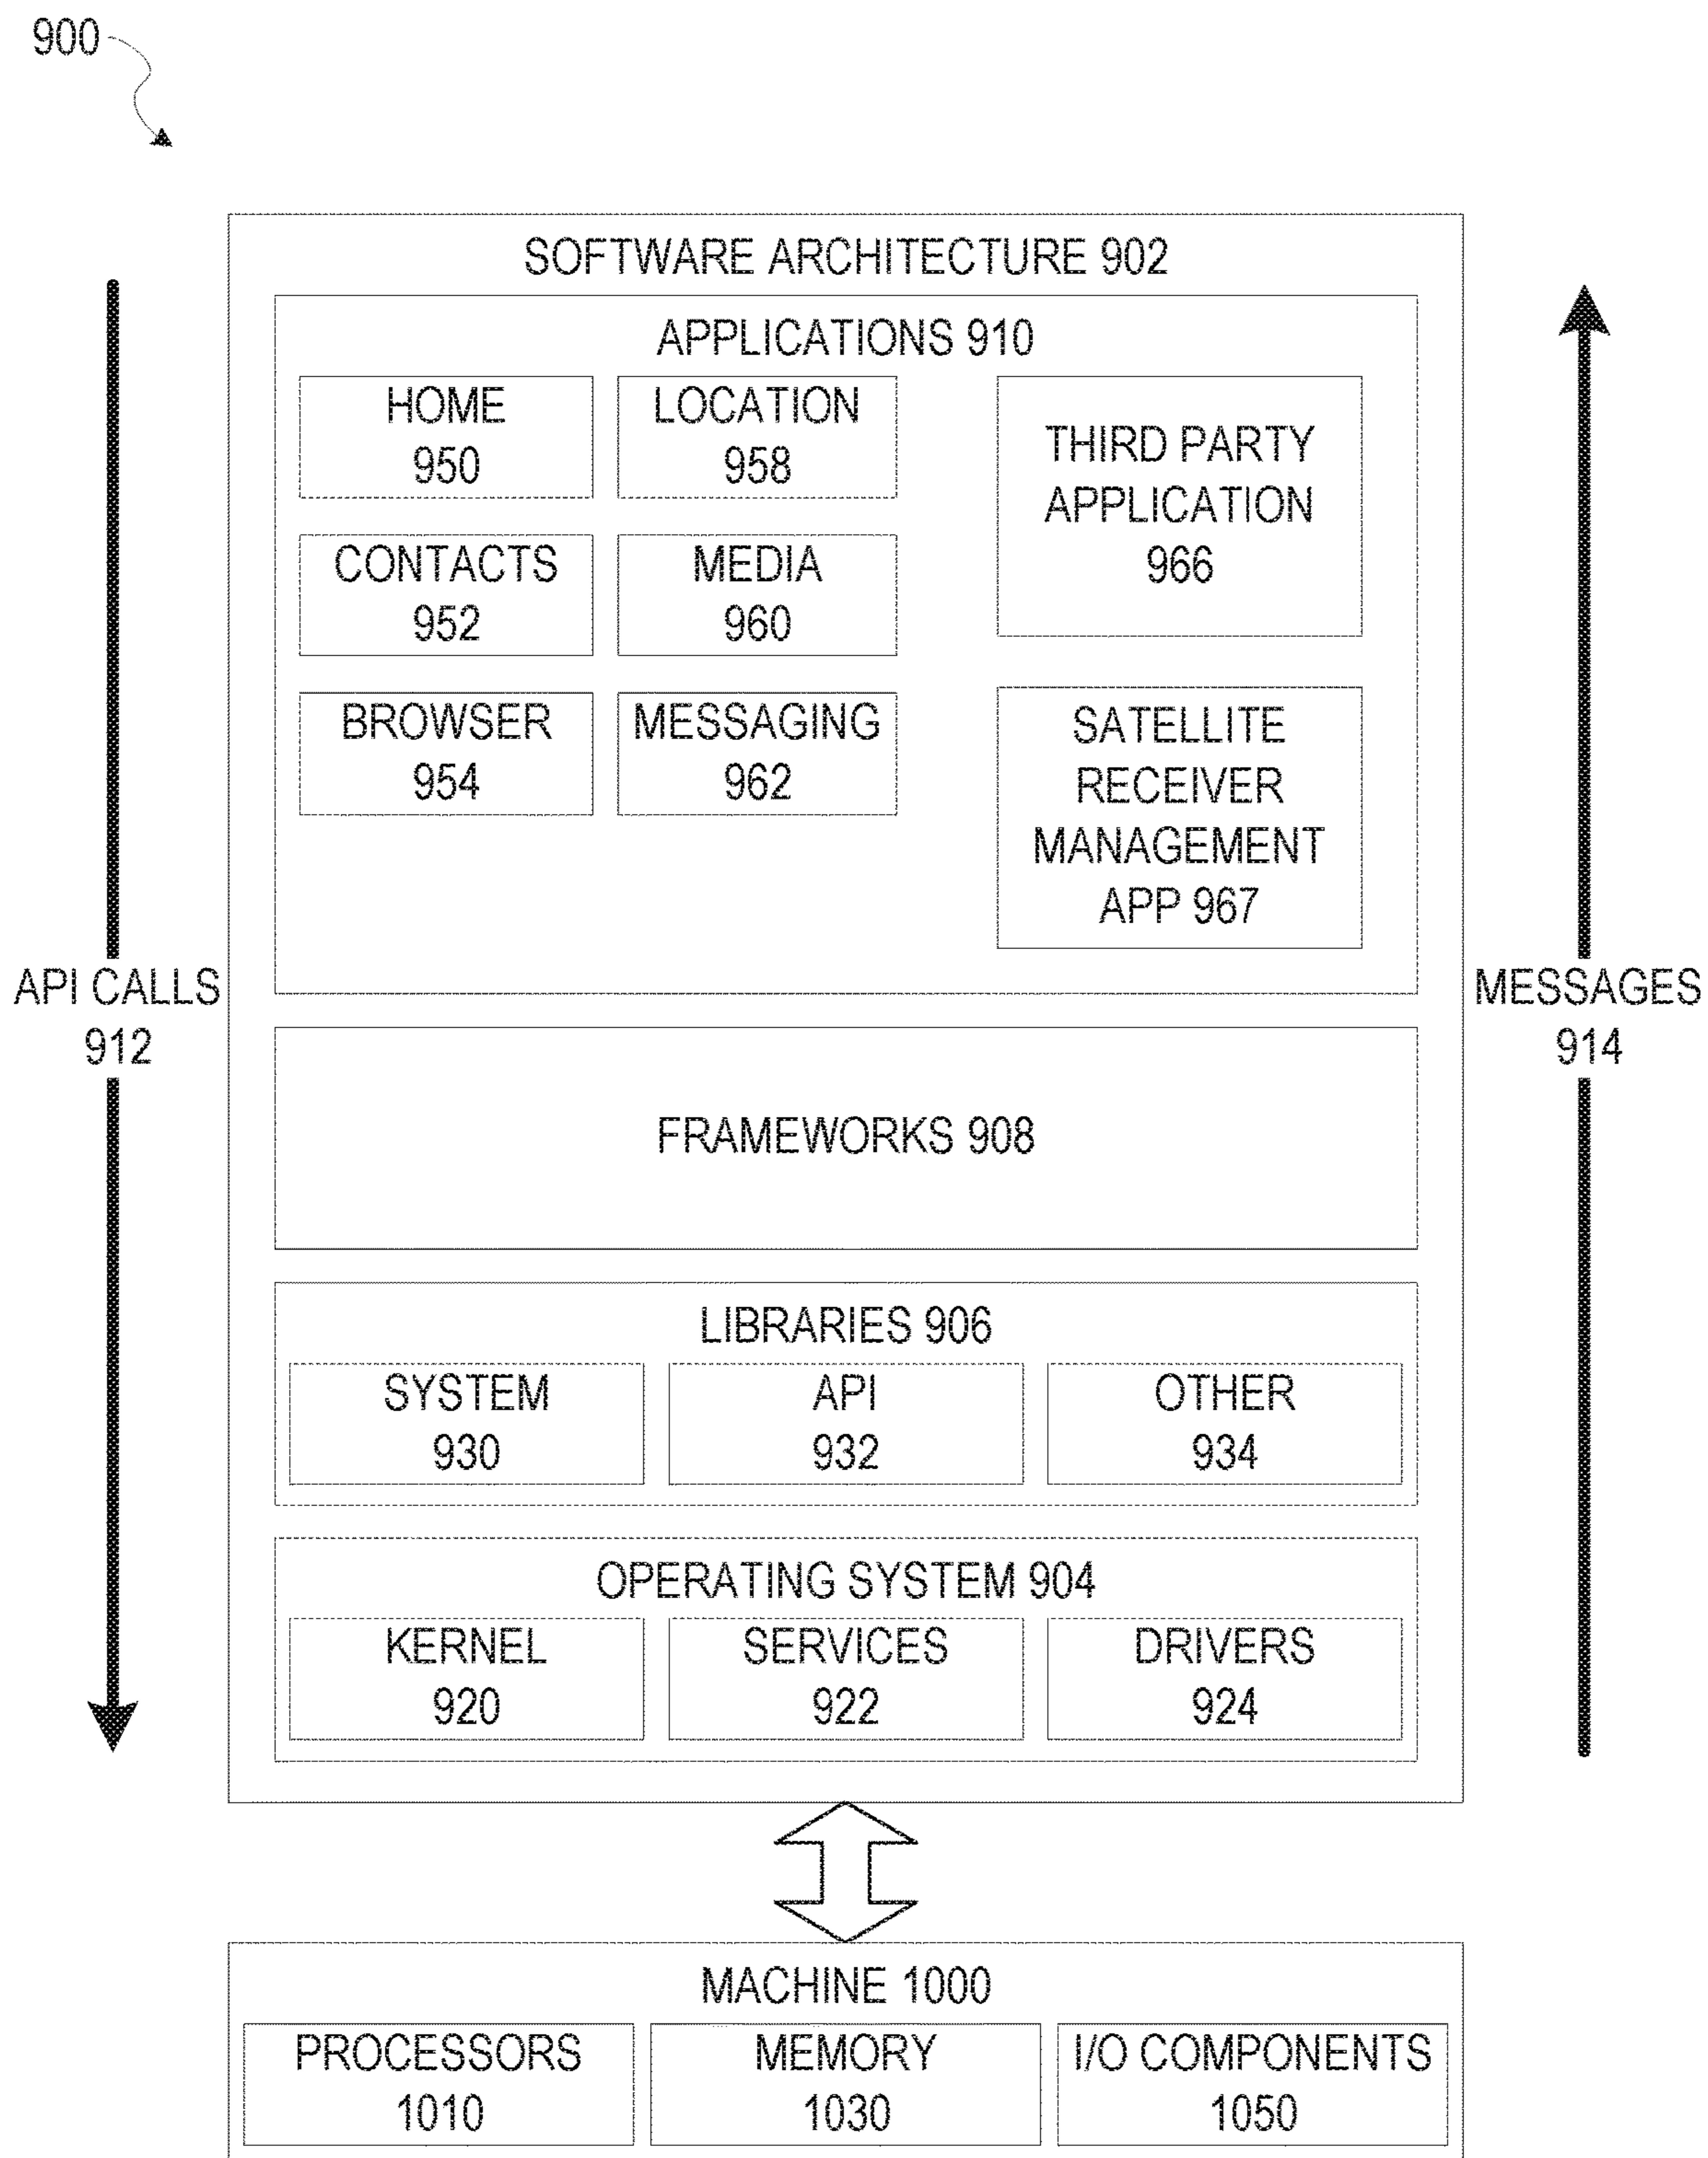 900
SOFTWARE ARCHITECTURE 902
APPLICATIONS 910
HOME
950
LOCATION
958
THIRD PARTY
APPLICATION
966
CONTACTS
952
MEDIA
960
BROWSER
954
MESSAGING
962
SATELLITE
RECEIVER
MANAGEMENT
APP 967
API CALLS
912
MESSAGES
914
FRAMEWORKS 908
LIBRARIES 906
SYSTEM
930
API
932
OTHER
934
OPERATING SYSTEM 904
KERNEL
920
SERVICES
922
DRIVERS
924
MACHINE 1000
PROCESSORS
1010
MEMORY
1030
I/O COMPONENTS
1050